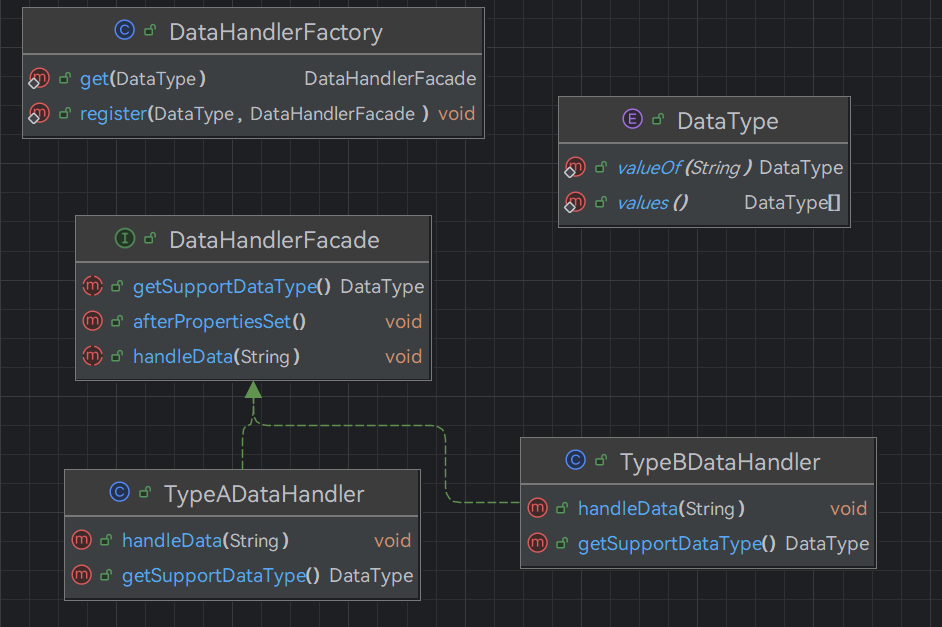 C DataHandlerFactory
m get(DataType) DataHandlerFacade
m register(DataType, DataHandlerFacade) void
E DataType
m valueOf(String) DataType
m values() DataType[]
I DataHandlerFacade
m getSupportDataType() DataType
m afterPropertiesSet() void
m handleData(String) void
C TypeADataHandler
m handleData(String) void
m getSupportDataType() DataType
C TypeBDataHandler
m handleData(String) void
m getSupportDataType() DataType